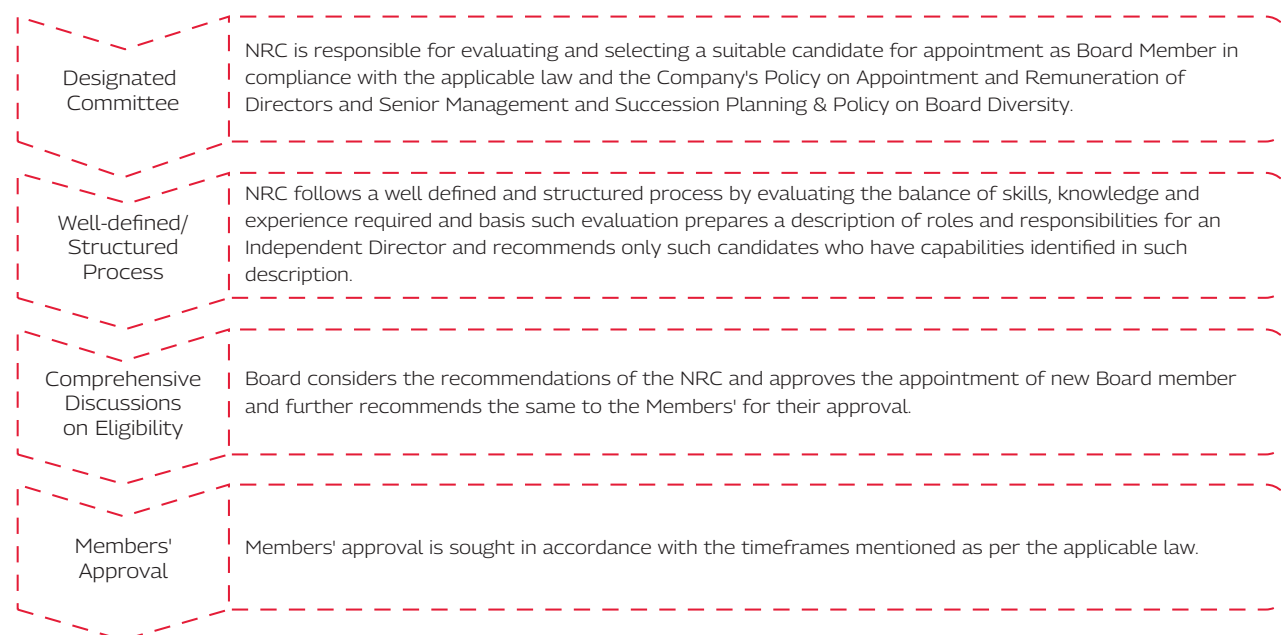 Designated
Committee
NRC is responsible for evaluating and selecting a suitable candidate for appointment as Board Member in
compliance with the applicable law and the Company's Policy on Appointment and Remuneration of
Directors and Senior Management and Succession Planning & Policy on Board Diversity.
Well-defined/
Structured
Process
NRC follows a well defined and structured process by evaluating the balance of skills, knowledge and
experience required and basis such evaluation prepares a description of roles and responsibilities for an
Independent Director and recommends only such candidates who have capabilities identified in such
description.
Comprehensive
Discussions
on Eligibility
Board considers the recommendations of the NRC and approves the appointment of new Board member
and further recommends the same to the Members' for their approval.
Members'
Approval
Members' approval is sought in accordance with the timeframes mentioned as per the applicable law.